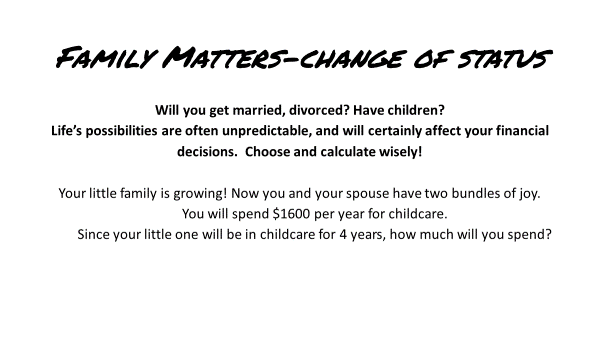 Family Matters-change of status
Will you get married, divorced? Have children?
Life's possibilities are often unpredictable, and will certainly affect your financial
decisions.  Choose and calculate wisely!
Your little family is growing! Now you and your spouse have two bundles of joy.
You will spend $1600 per year for childcare.
Since your little one will be in childcare for 4 years, how much will you spend?